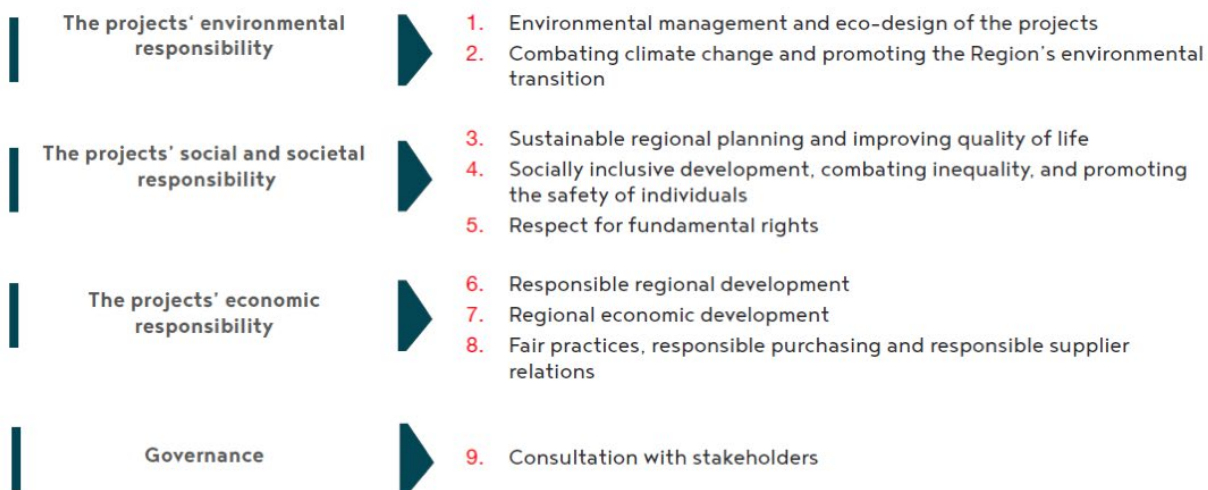 The projects‘ environmental
responsibility
1. Environmental management and eco-design of the projects
2. Combating climate change and promoting the Region's environmental
transition
The projects' social and societal
responsibility
3. Sustainable regional planning and improving quality of life
4. Socially inclusive development, combating inequality, and promoting
the safety of individuals
5. Respect for fundamental rights
The projects' economic
responsibility
6. Responsible regional development
7. Regional economic development
8. Fair practices, responsible purchasing and responsible supplier
relations
Governance
9. Consultation with stakeholders